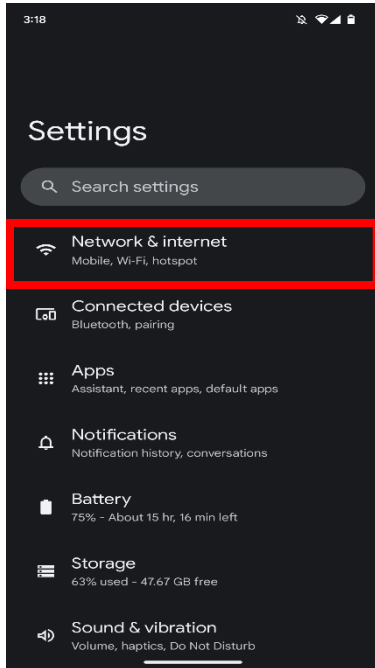 3:18
Settings
Search settings
Network & internet
Mobile, Wi-Fi, hotspot
Connected devices
Bluetooth, pairing
Apps
Assistant, recent apps, default apps
Notifications
Notification history, conversations
Battery
75% - About 15 hr, 16 min left
Storage
63% used - 47.67 GB free
Sound & vibration
Volume, haptics, Do Not Disturb